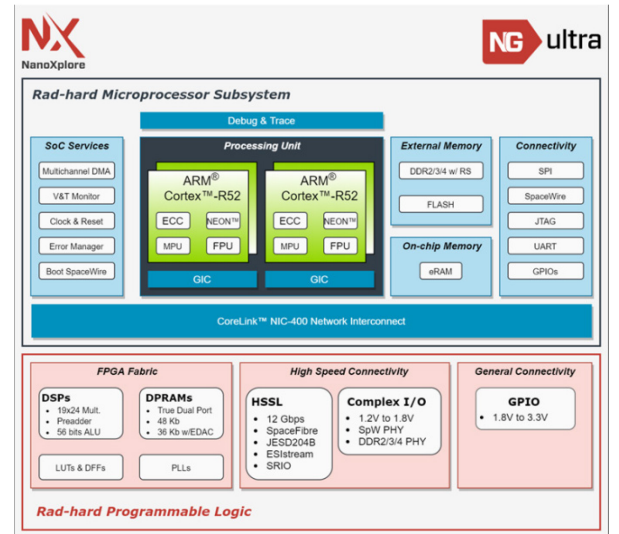 NX
NanoXplore
NG ultra
Rad-hard Microprocessor Subsystem
Debug & Trace
SoC Services
Multichannel DMA
V&T Monitor
Clock & Reset
Error Manager
Boot SpaceWire
Processing Unit
ARM®
Cortex™-R52
ECC
NEON™
MPU
FPU
ARM®
Cortex™-R52
ECC
NEON™
MPU
FPU
GIC
GIC
External Memory
DDR2/3/4 w/ RS
FLASH
On-chip Memory
eRAM
Connectivity
SPI
SpaceWire
JTAG
UART
GPIOs
CoreLink™ NIC-400 Network Interconnect
FPGA Fabric
DSPs
• 19x24 Mult.
• Preadder
• 56 bits ALU
DPRAMs
• True Dual Port
• 48 Kb
• 36 Kb w/EDAC
LUTs & DFFs
PLLs
High Speed Connectivity
HSSL
• 12 Gbps
• SpaceFibre
• JESD204B
• ESIstream
• SRIO
Complex I/O
• 1.2V to 1.8V
• SpW PHY
• DDR2/3/4 PHY
General Connectivity
GPIO
• 1.8V to 3.3V
Rad-hard Programmable Logic